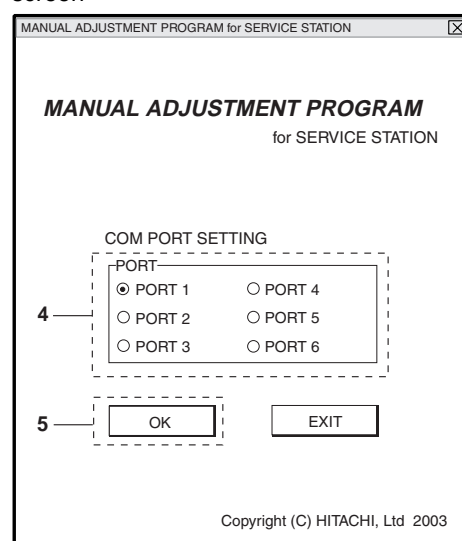 screen
MANUAL ADJUSTMENT PROGRAM for SERVICE STATION
MANUAL ADJUSTMENT PROGRAM
for SERVICE STATION
COM PORT SETTING
PORT
PORT 1 PORT 4
4 PORT 2 PORT 5
PORT 3 PORT 6
5 OK EXIT
Copyright (C) HITACHI, Ltd 2003